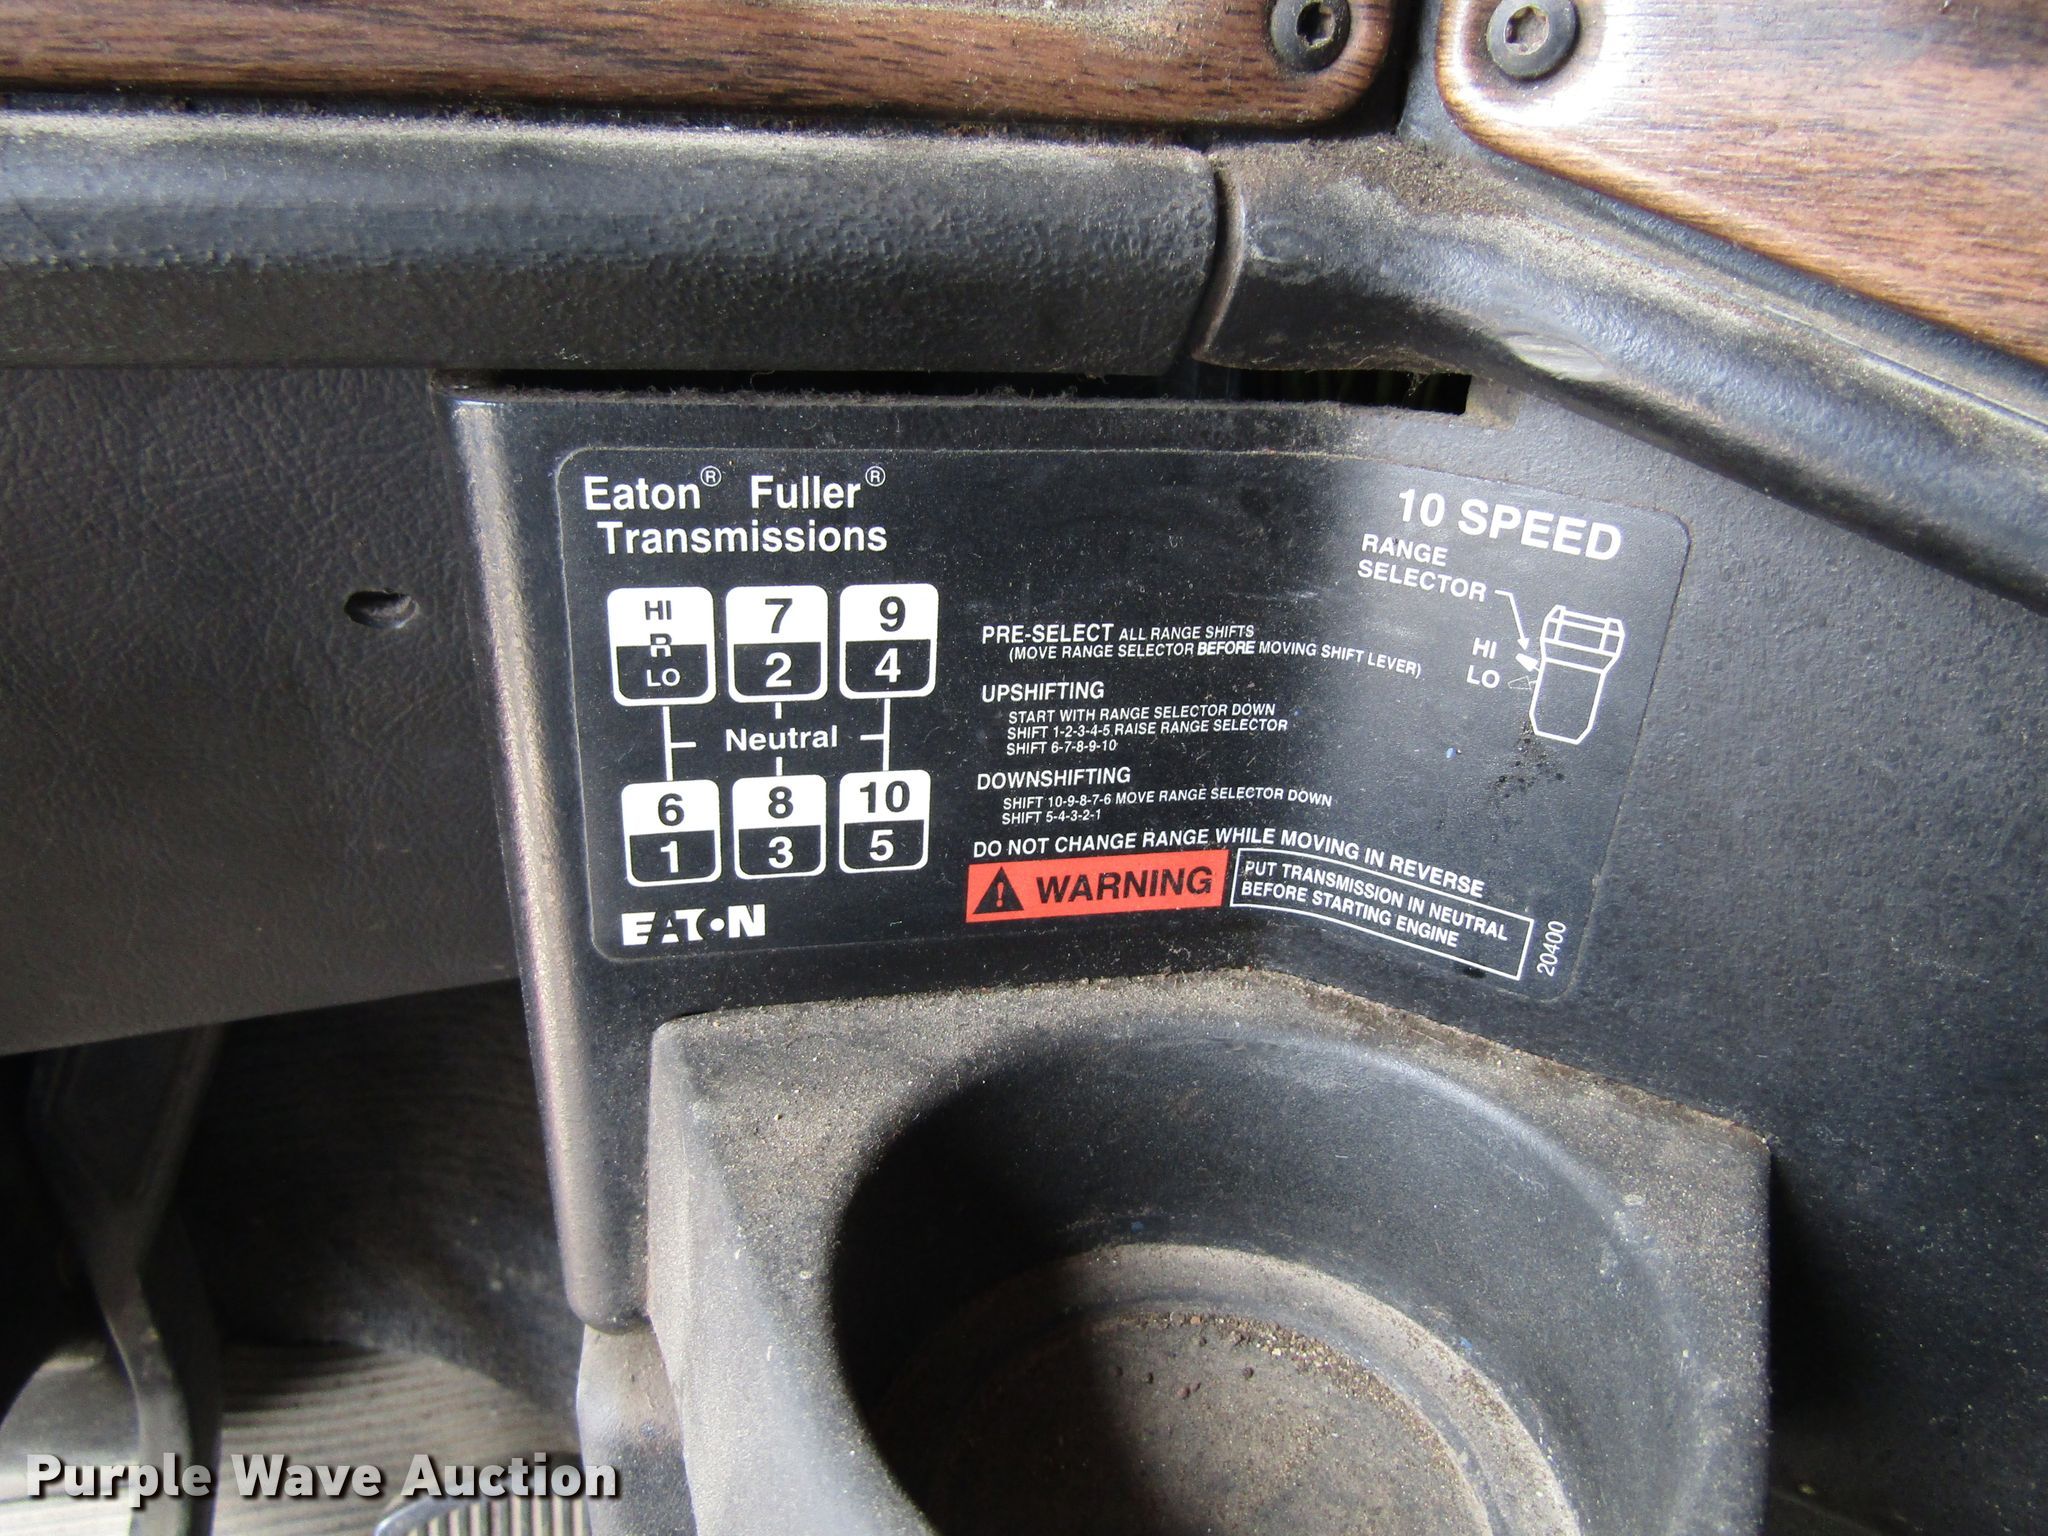 Eaton® Fuller®
Transmissions
10 SPEED
RANGE
SELECTOR
HI
LO
HI 7 9
R
LO 2 4
Neutral
6 8 10
1 3 5
EATON
PRE-SELECT ALL RANGE SHIFTS
(MOVE RANGE SELECTOR BEFORE MOVING SHIFT LEVER)
UPSHIFTING
START WITH RANGE SELECTOR DOWN
SHIFT 1-2-3-4-5 RAISE RANGE SELECTOR
SHIFT 6-7-8-9-10
DOWNSHIFTING
SHIFT 10-9-8-7-6 MOVE RANGE SELECTOR DOWN
SHIFT 5-4-3-2-1
DO NOT CHANGE RANGE WHILE MOVING IN REVERSE
WARNING
PUT TRANSMISSION IN NEUTRAL
BEFORE STARTING ENGINE
20400
Purple Wave Auction